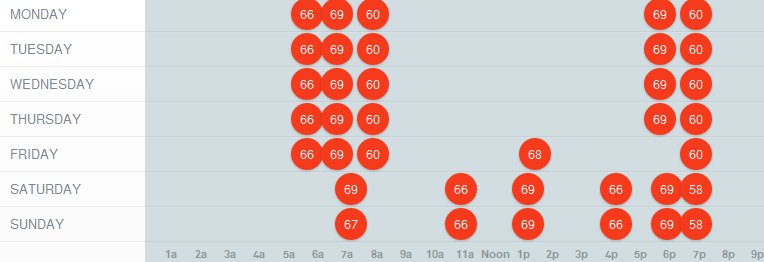 MONDAY 66 69 60 69 60
TUESDAY 66 69 60 69 60
WEDNESDAY 66 69 60 69 60
THURSDAY 66 69 60 69 60
FRIDAY 66 69 60 68 60
SATURDAY 69 66 69 66 69 58
SUNDAY 67 66 69 66 69 58
1a 2a 3a 4a 5a 6a 7a 8a 9a 10a 11a Noon 1p 2p 3p 4p 5p 6p 7p 8p 9p